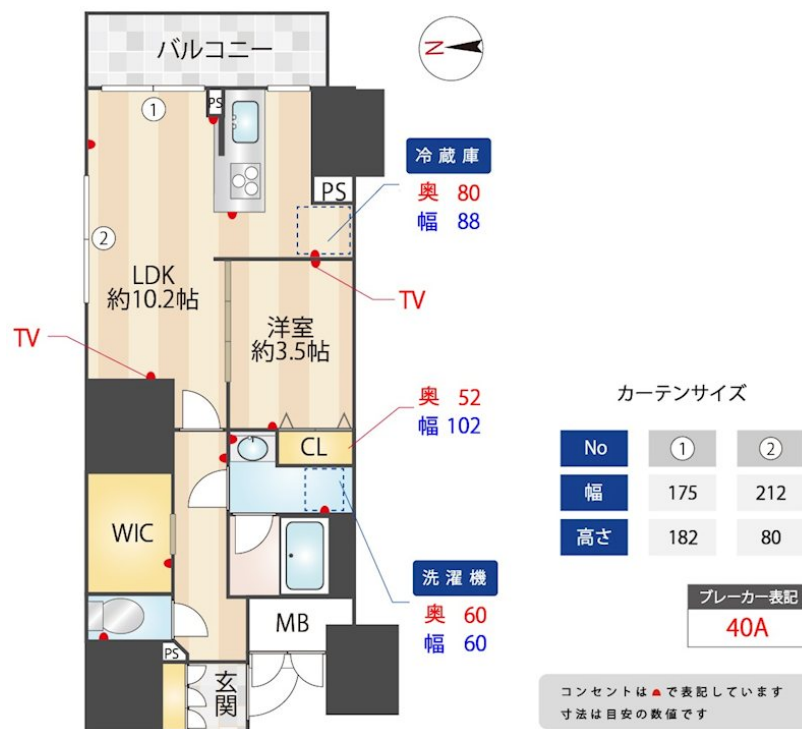 バルコニー
N
①
PS
冷蔵庫
奥 80
幅 88
PS
②
LDK
約10.2帖
TV
洋室
約3.5帖
TV
奥 52
幅 102
CL
カーテンサイズ
No ① ②
幅 175 212
高さ 182 80
WIC
洗濯機
奥 60
幅 60
MB
PS
玄関
ブレーカー表記
40A
コンセントは で表記しています
寸法は目安の数値です